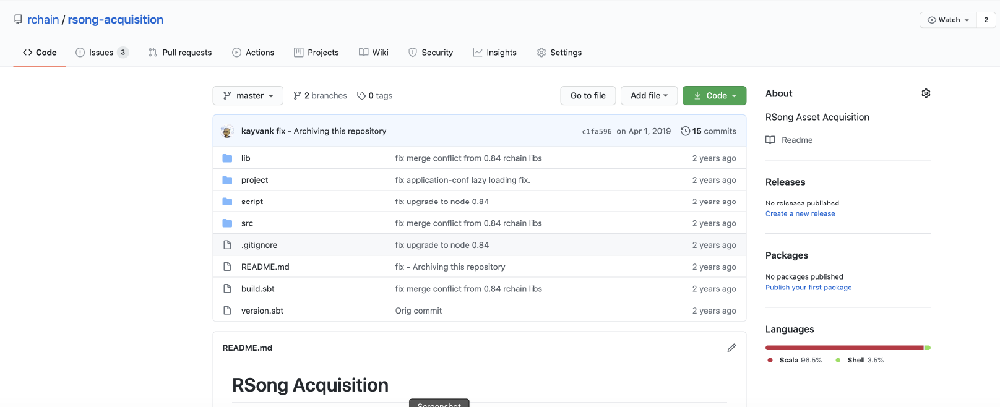 rchain / rsong-acquisition
Watch 2
Code Issues 3 Pull requests Actions Projects Wiki Security Insights Settings
master 2 branches 0 tags Go to file Add file Code
kayvank fix - Archiving this repository c1fa596 on Apr 1, 2019 15 commits
lib fix merge conflict from 0.84 rchain libs 2 years ago
project fix application-conf lazy loading fix. 2 years ago
script fix upgrade to node 0.84 2 years ago
src fix merge conflict from 0.84 rchain libs 2 years ago
.gitignore fix upgrade to node 0.84 2 years ago
README.md fix - Archiving this repository 2 years ago
build.sbt fix merge conflict from 0.84 rchain libs 2 years ago
version.sbt Orig commit 2 years ago
README.md
RSong Acquisition
Screenshot
About
RSong Asset Acquisition
Readme
Releases
No releases published
Create a new release
Packages
No packages published
Publish your first package
Languages
Scala 96.5% Shell 3.5%